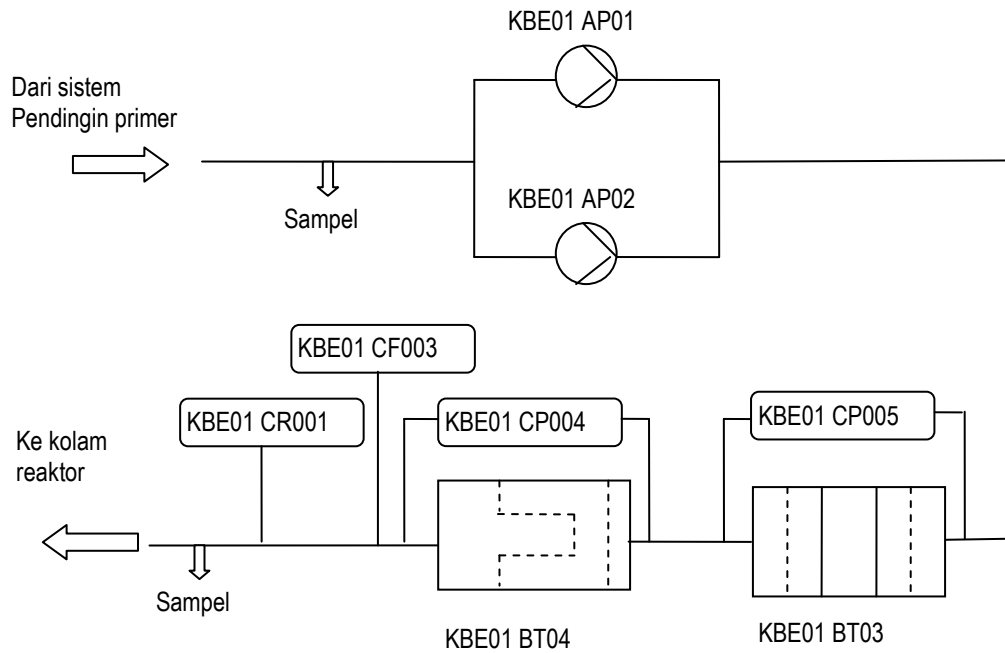 KBE01 AP01
Dari sistem
Pendingin primer
Sampel
KBE01 AP02
KBE01 CF003
KBE01 CR001
KBE01 CP004
KBE01 CP005
Ke kolam
reaktor
Sampel
KBE01 BT04
KBE01 BT03